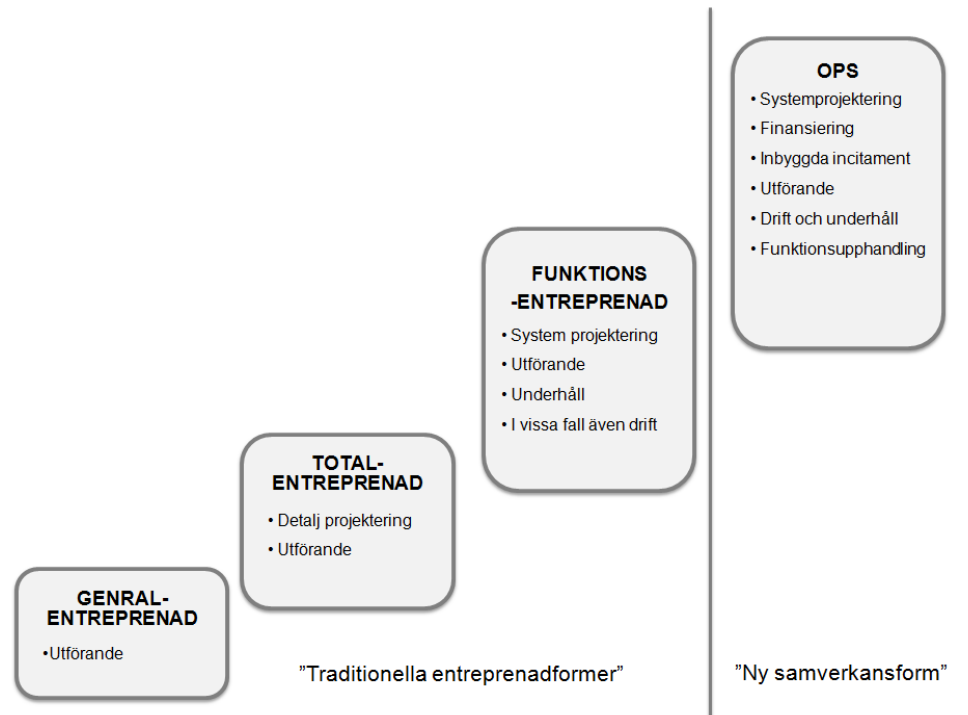 GENRAL-
ENTREPRENAD
•Utförande
TOTAL-
ENTREPRENAD
• Detalj projektering
• Utförande
FUNKTIONS
-ENTREPRENAD
• System projektering
• Utförande
• Underhåll
• I vissa fall även drift
"Traditionella entreprenadformer"
OPS
• Systemprojektering
• Finansiering
• Inbyggda incitament
• Utförande
• Drift och underhåll
• Funktionsupphandling
"Ny samverkansform"